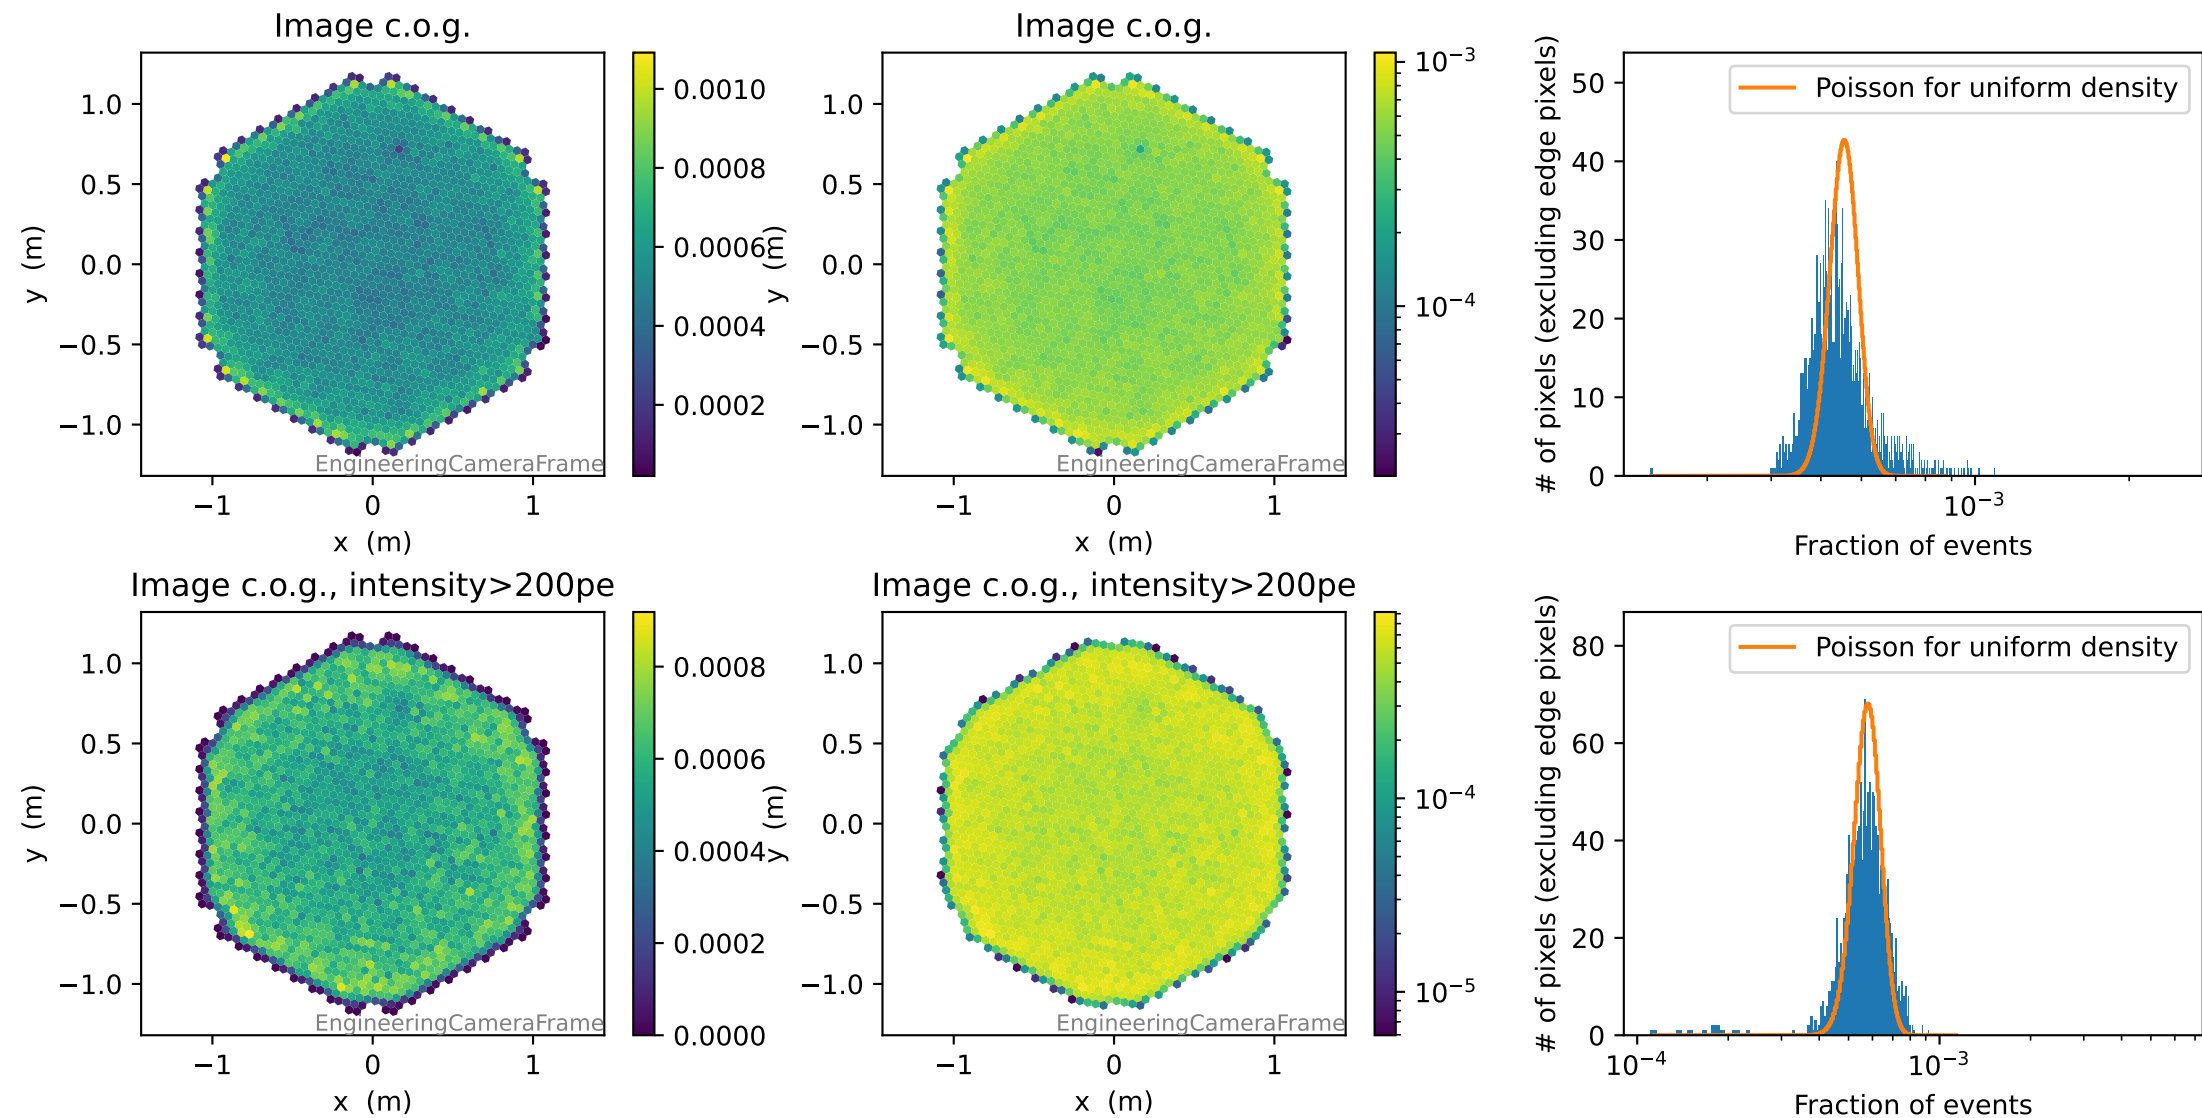 Image c.o.g.
1.0
0.5
0.0
−0.5
−1.0
y (m)
−1
0
1
x (m)
EngineeringCameraFrame
0.0010
0.0008
0.0006
0.0004
0.0002
Image c.o.g.
1.0
0.5
0.0
−0.5
−1.0
y (m)
−1
0
1
x (m)
EngineeringCameraFrame
10⁻³
10⁻⁴
Poisson for uniform density
50
40
30
20
10
0
# of pixels (excluding edge pixels)
10⁻³
Fraction of events
Image c.o.g., intensity>200pe
1.0
0.5
0.0
−0.5
−1.0
y (m)
−1
0
1
x (m)
EngineeringCameraFrame
0.0008
0.0006
0.0004
0.0002
0.0000
Image c.o.g., intensity>200pe
1.0
0.5
0.0
−0.5
−1.0
y (m)
−1
0
1
x (m)
EngineeringCameraFrame
10⁻⁴
10⁻⁵
Poisson for uniform density
80
60
40
20
0
# of pixels (excluding edge pixels)
10⁻⁴
10⁻³
Fraction of events